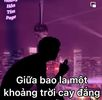 Giữa bao la một
khoảng trời cay đắng